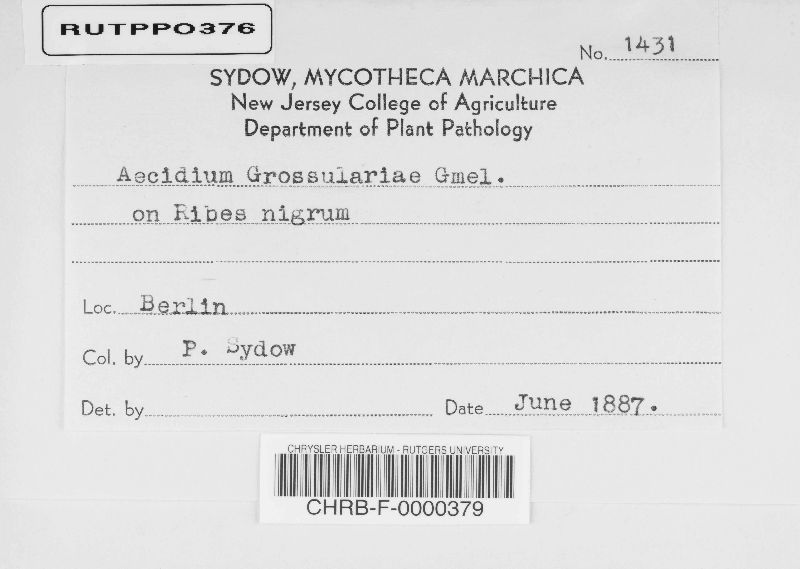 RUTPPO376
No. 1431
SYDOW, MYCOTHECA MARCHICA
New Jersey College of Agriculture
Department of Plant Pathology
Aecidium Grossulariae Gmel.
on Ribes nigrum
Loc. Berlin
Col. by P. Sydow
Det. by
Date June 1887.
CHRYSLER HERBARIUM - RUTGERS UNIVERSITY
CHRB-F-0000379